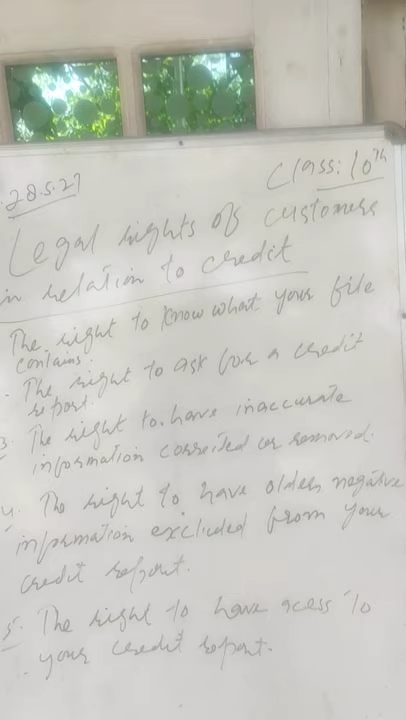 28.5.27
Class: 10th
Legal rights of customers
in relation to credit
The right to know what your file
contains.
. The right to ask for a credit
report.
3. The right to have inaccurate
information corrected or removed.
4. The right to have older negative
information excluded from your
credit report.
5. The right to have acess to
your credit report.